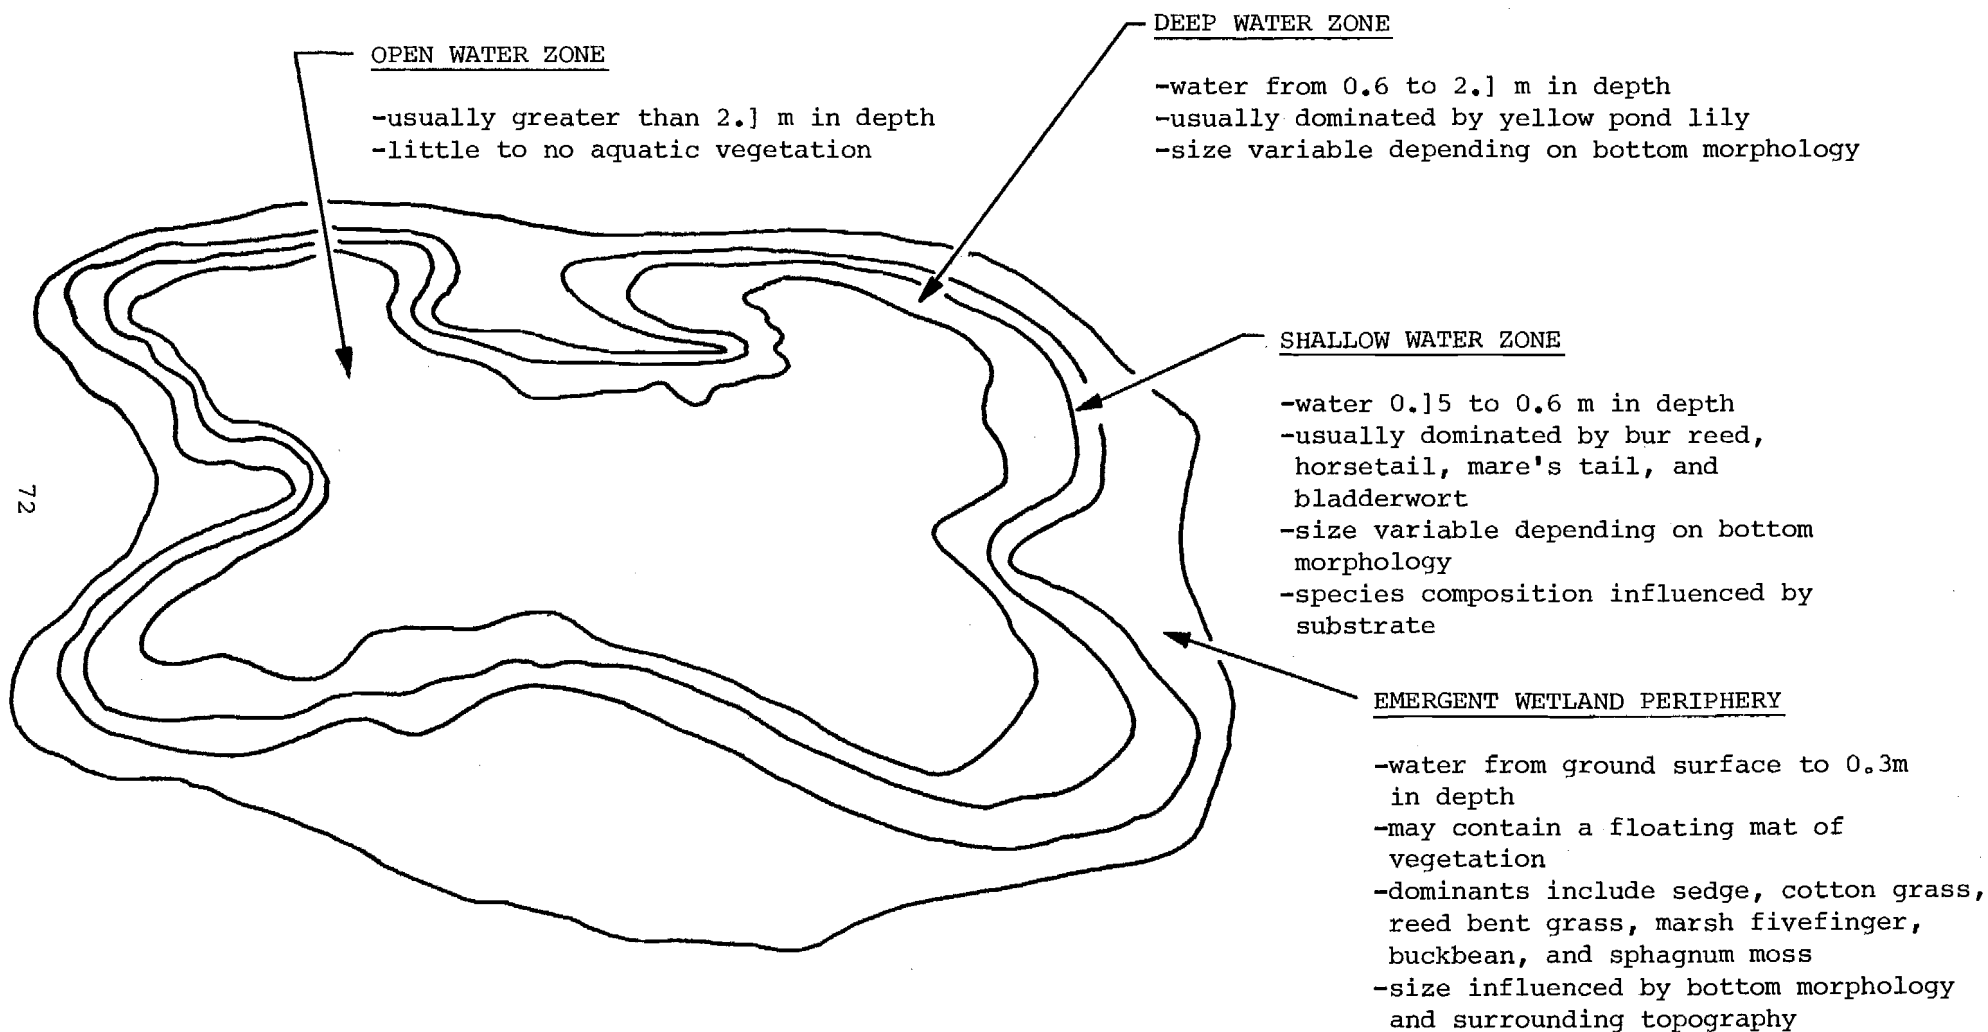 OPEN WATER ZONE
-usually greater than 2.1 m in depth
-little to no aquatic vegetation
DEEP WATER ZONE
-water from 0.6 to 2.1 m in depth
-usually dominated by yellow pond lily
-size variable depending on bottom morphology
SHALLOW WATER ZONE
-water 0.15 to 0.6 m in depth
-usually dominated by bur reed,
horsetail, mare's tail, and
bladderwort
-size variable depending on bottom
morphology
-species composition influenced by
substrate
EMERGENT WETLAND PERIPHERY
-water from ground surface to 0.3m
in depth
-may contain a floating mat of
vegetation
-dominants include sedge, cotton grass,
reed bent grass, marsh fivefinger,
buckbean, and sphagnum moss
-size influenced by bottom morphology
and surrounding topography
72